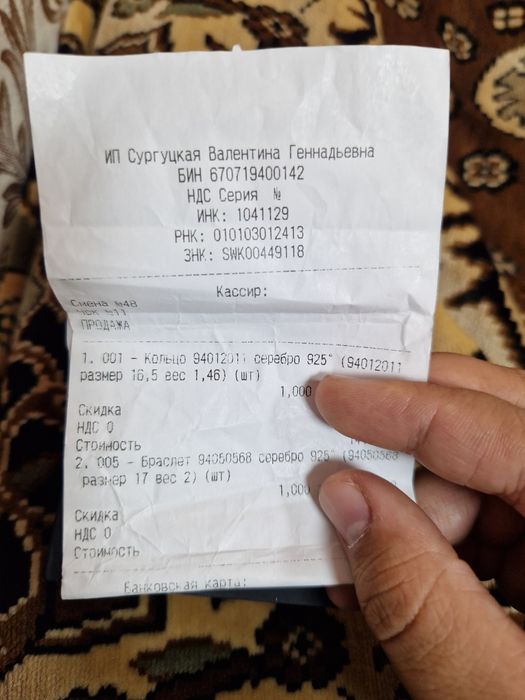 ИП Сургуцкая Валентина Геннадьевна
БИН 670719400142
НДС Серия №
ИНК: 1041129
РНК: 010103012413
ЗНК: SWK00449118
Кассир:
Смена №48
Чек №11
ПРОДАЖА
1. 001 - Кольцо 94012011 серебро 925° (94012011
размер 16,5 вес 1,46) (шт)
1,000
Скидка
НДС 0
Стоимость
2. 005 - Браслет 94050568 серебро 925° (94050568
размер 17 вес 2) (шт)
1,000
Скидка
НДС 0
Стоимость
Банковская карта: